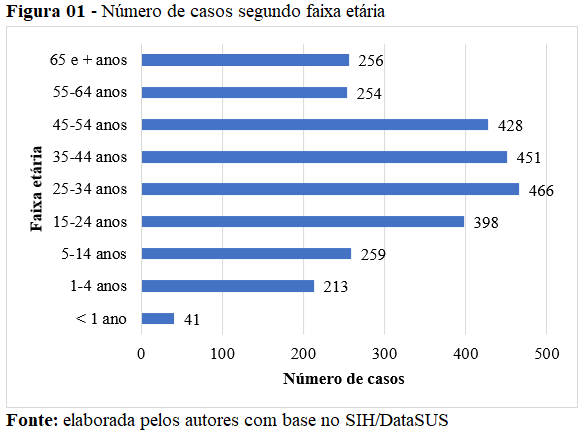 Figura 01 - Número de casos segundo faixa etária
Faixa etária
65 e + anos 256
55-64 anos 254
45-54 anos 428
35-44 anos 451
25-34 anos 466
15-24 anos 398
5-14 anos 259
1-4 anos 213
< 1 ano 41
0 100 200 300 400 500
Número de casos
Fonte: elaborada pelos autores com base no SIH/DataSUS